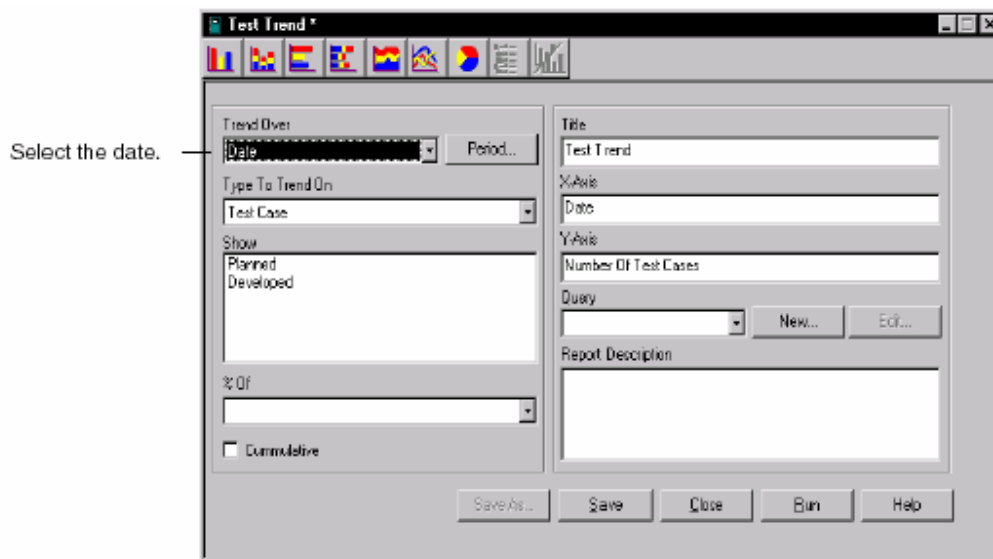 Test Trend *
Select the date.
Trend Over
Date
Period...
Type To Trend On
Test Case
Show
Planned
Developed
% Of
Cummulative
Title
Test Trend
X-Axis
Date
Y-Axis
Number Of Test Cases
Query
New...
Edit...
Report Description
Save As...
Save
Close
Run
Help